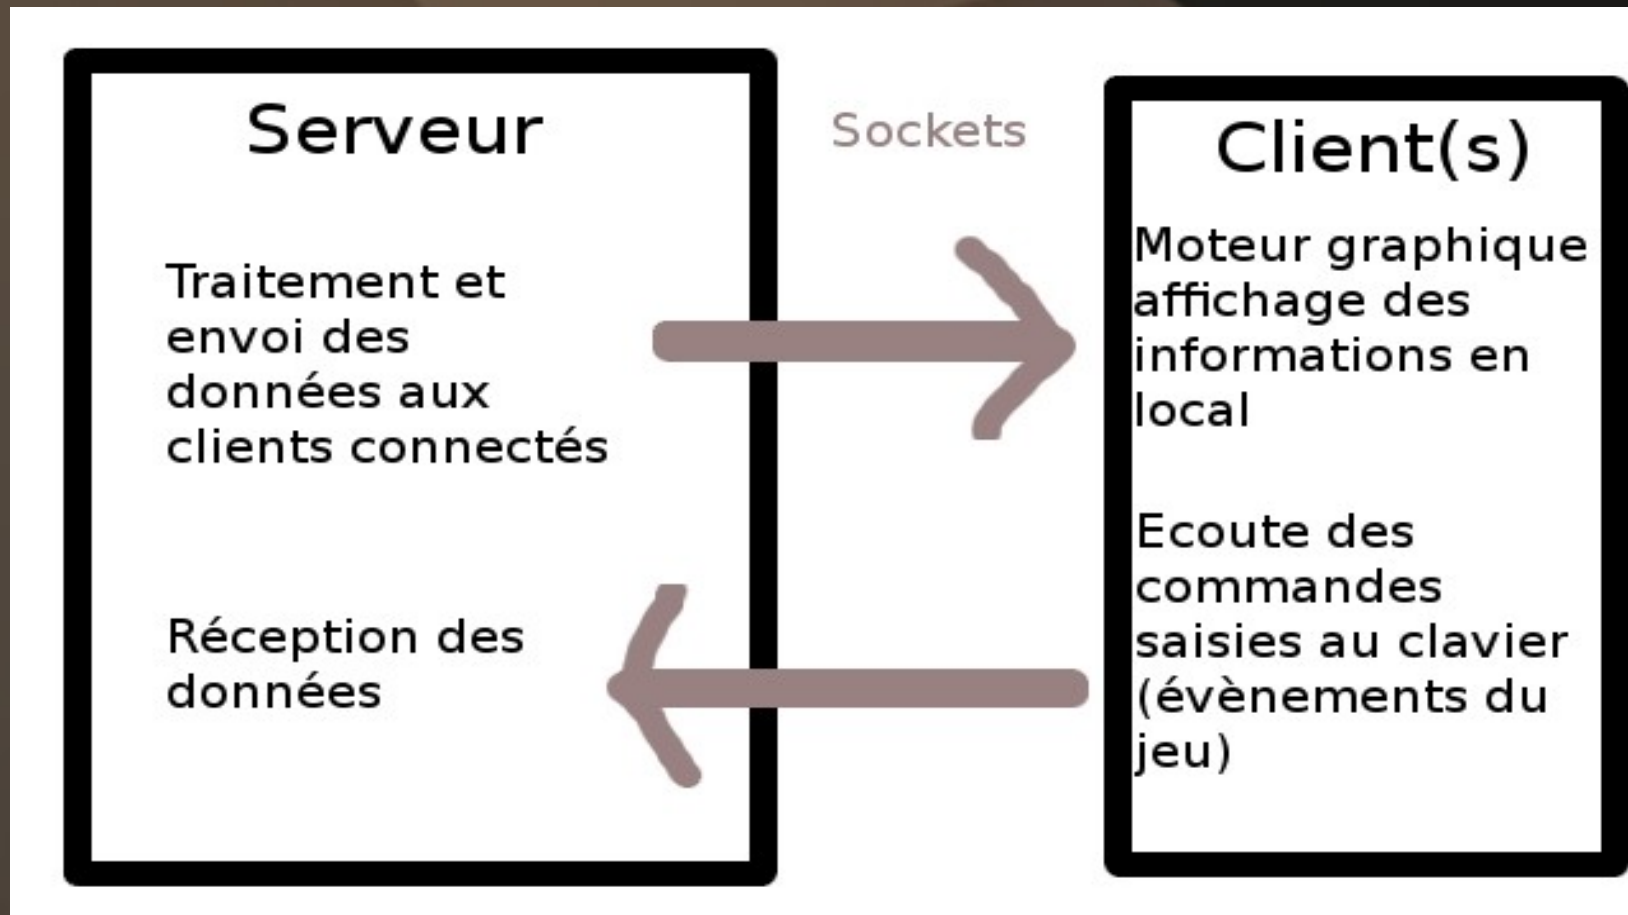 Serveur
Traitement et
envoi des
données aux
clients connectés
Réception des
données
Sockets
Client(s)
Moteur graphique
affichage des
informations en
local
Ecoute des
commandes
saisies au clavier
(évènements du
jeu)